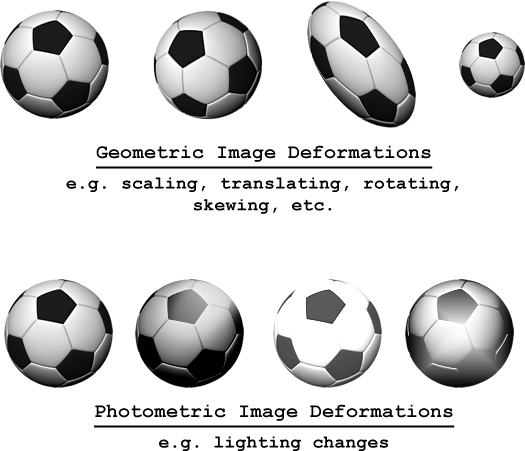 Geometric Image Deformations
e.g. scaling, translating, rotating,
skewing, etc.
Photometric Image Deformations
e.g. lighting changes